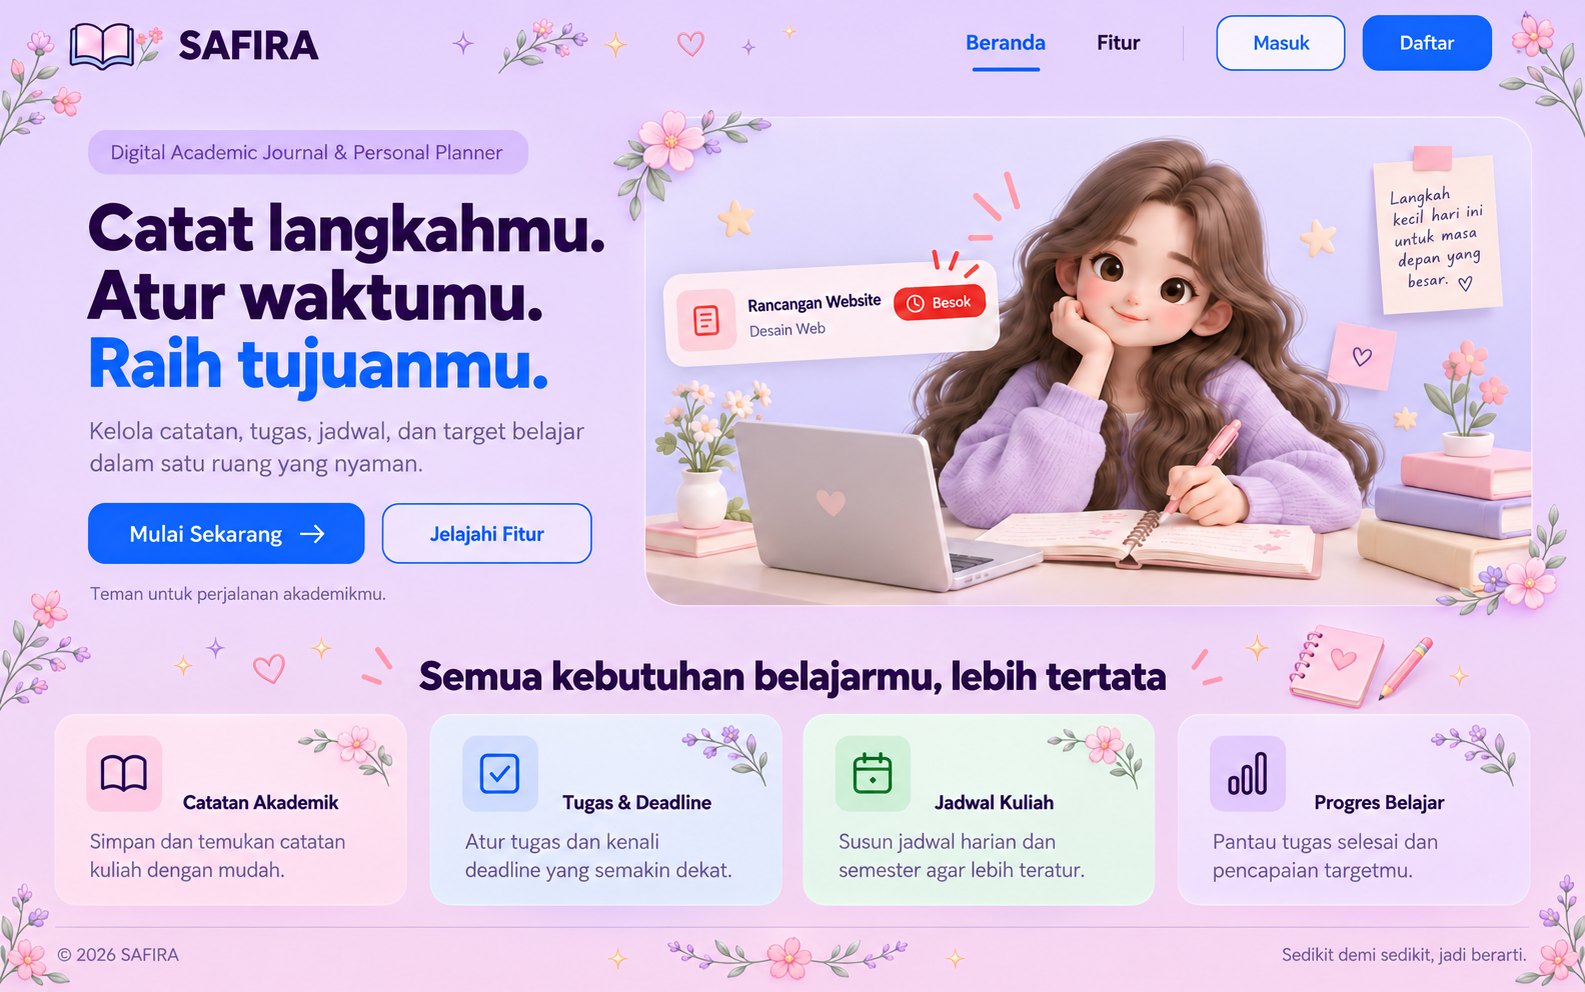 SAFIRA
Beranda
Fitur
Masuk
Daftar
Digital Academic Journal & Personal Planner
Catat langkahmu.
Atur waktumu.
Raih tujuanmu.
Kelola catatan, tugas, jadwal, dan target belajar
dalam satu ruang yang nyaman.
Mulai Sekarang
Jelajahi Fitur
Teman untuk perjalanan akademikmu.
Rancangan Website
Desain Web
Besok
Langkah
kecil hari ini
untuk masa
depan yang
besar.
Semua kebutuhan belajarmu, lebih tertata
Catatan Akademik
Simpan dan temukan catatan
kuliah dengan mudah.
Tugas & Deadline
Atur tugas dan kenali
deadline yang semakin dekat.
Jadwal Kuliah
Susun jadwal harian dan
semester agar lebih teratur.
Progres Belajar
Pantau tugas selesai dan
pencapaian targetmu.
© 2026 SAFIRA
Sedikit demi sedikit, jadi berarti.